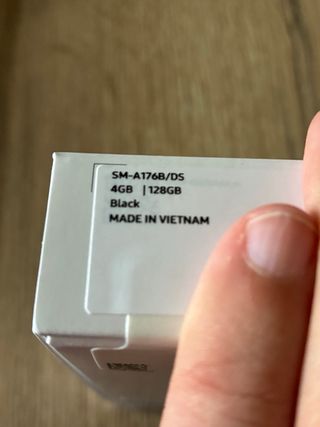 SM-A176B/DS
4GB | 128GB
Black
MADE IN VIETNAM